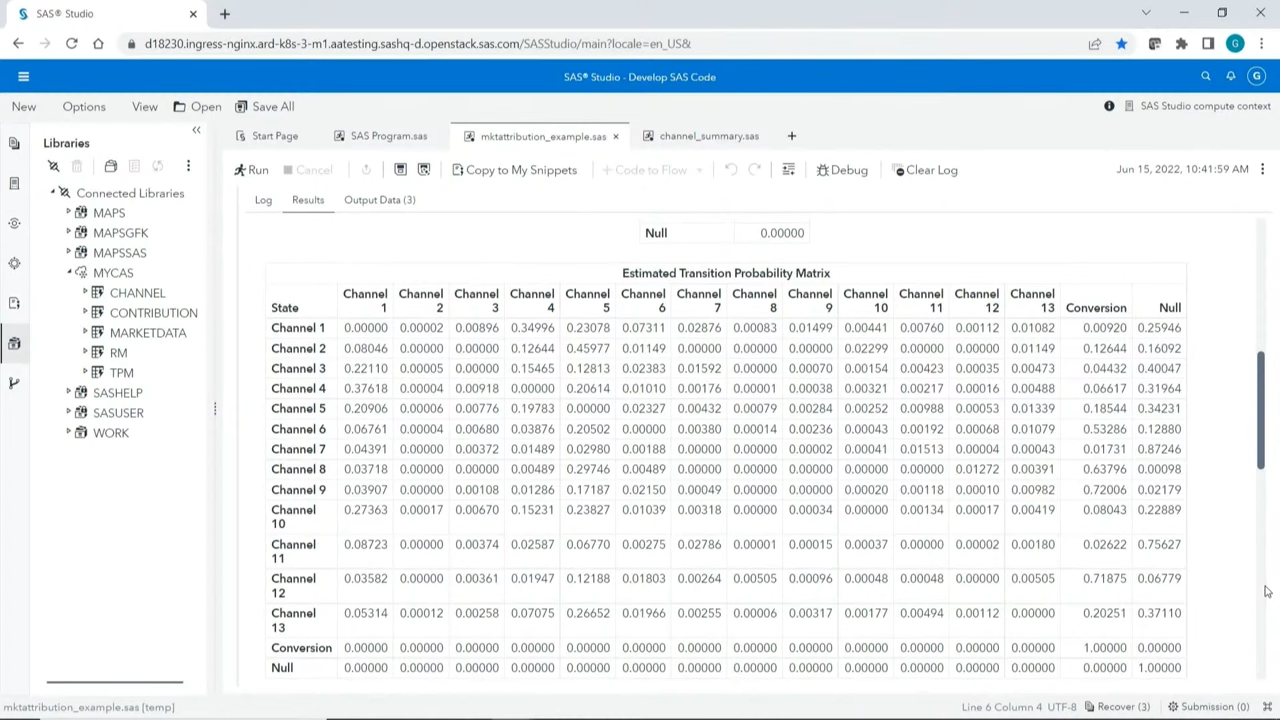 SAS® Studio
d18230.ingress-nginx.ard-k8s-3-m1.aatesting.sashq-d.openstack.sas.com/SASStudio/main?locale=en_US&
G
SAS® Studio - Develop SAS Code
G
New Options View Open Save All
SAS Studio compute context
Libraries
Start Page SAS Program.sas mktattribution_example.sas channel_summary.sas
Run Cancel Copy to My Snippets Code to Flow Debug Clear Log Jun 15, 2022, 10:41:59 AM
Connected Libraries
MAPS
MAPSGFK
MAPSSAS
MYCAS
CHANNEL
CONTRIBUTION
MARKETDATA
RM
TPM
SASHELP
SASUSER
WORK
Log Results Output Data (3)
Null 0.00000
Estimated Transition Probability Matrix
State Channel 1 Channel 2 Channel 3 Channel 4 Channel 5 Channel 6 Channel 7 Channel 8 Channel 9 Channel 10 Channel 11 Channel 12 Channel 13 Conversion Null
Channel 1 0.00000 0.00002 0.00896 0.34996 0.23078 0.07311 0.02876 0.00083 0.01499 0.00441 0.00760 0.00112 0.01082 0.00920 0.25946
Channel 2 0.08046 0.00000 0.00000 0.12644 0.45977 0.01149 0.00000 0.00000 0.00000 0.02299 0.00000 0.00000 0.01149 0.12644 0.16092
Channel 3 0.22110 0.00005 0.00000 0.15465 0.12813 0.02383 0.01592 0.00000 0.00070 0.00154 0.00423 0.00035 0.00473 0.04432 0.40047
Channel 4 0.37618 0.00004 0.00918 0.00000 0.20614 0.01010 0.00176 0.00001 0.00038 0.00321 0.00217 0.00016 0.00488 0.06617 0.31964
Channel 5 0.20906 0.00006 0.00776 0.19783 0.00000 0.02327 0.00432 0.00079 0.00284 0.00252 0.00988 0.00053 0.01339 0.18544 0.34231
Channel 6 0.06761 0.00004 0.00680 0.03876 0.20502 0.00000 0.00380 0.00014 0.00236 0.00043 0.00192 0.00068 0.01079 0.53286 0.12880
Channel 7 0.04391 0.00000 0.00372 0.01489 0.02980 0.00188 0.00000 0.00000 0.00002 0.00041 0.01513 0.00004 0.00043 0.01731 0.87246
Channel 8 0.03718 0.00000 0.00000 0.00489 0.29746 0.00489 0.00000 0.00000 0.00000 0.00000 0.00000 0.01272 0.00391 0.63796 0.00098
Channel 9 0.03907 0.00000 0.00108 0.01286 0.17187 0.02150 0.00049 0.00000 0.00000 0.00020 0.00118 0.00010 0.00982 0.72006 0.02179
Channel 10 0.27363 0.00017 0.00670 0.15231 0.23827 0.01039 0.00318 0.00000 0.00034 0.00000 0.00134 0.00017 0.00419 0.08043 0.22889
Channel 11 0.08723 0.00000 0.00374 0.02587 0.06770 0.00275 0.02786 0.00001 0.00015 0.00037 0.00000 0.00002 0.00180 0.02622 0.75627
Channel 12 0.03582 0.00000 0.00361 0.01947 0.12188 0.01803 0.00264 0.00505 0.00096 0.00048 0.00048 0.00000 0.00505 0.71875 0.06779
Channel 13 0.05314 0.00012 0.00258 0.07075 0.26652 0.01966 0.00255 0.00006 0.00317 0.00177 0.00494 0.00112 0.00000 0.20251 0.37110
Conversion 0.00000 0.00000 0.00000 0.00000 0.00000 0.00000 0.00000 0.00000 0.00000 0.00000 0.00000 0.00000 0.00000 1.00000 0.00000
Null 0.00000 0.00000 0.00000 0.00000 0.00000 0.00000 0.00000 0.00000 0.00000 0.00000 0.00000 0.00000 0.00000 0.00000 1.00000
mktattribution_example.sas [temp] Line 6 Column 4 UTF-8 Recover (3) Submission (0)